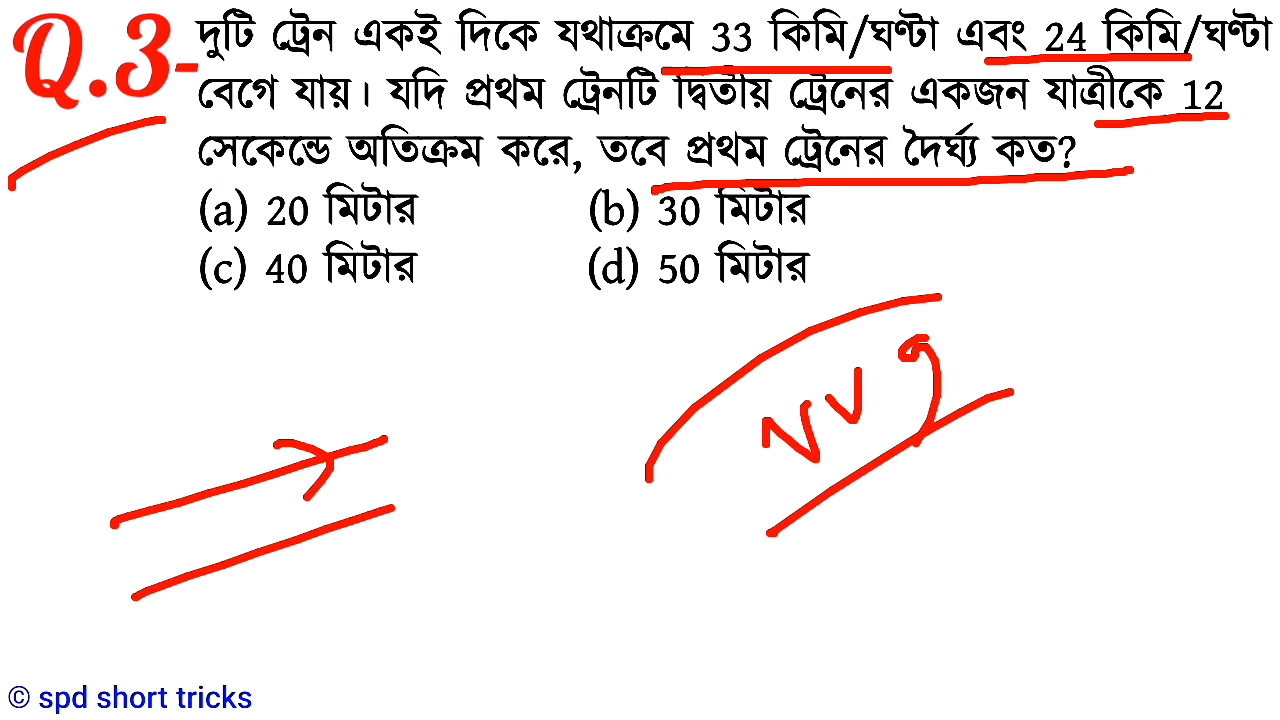 Q.3- দুটি ট্রেন একই দিকে যথাক্রমে 33 কিমি/ঘণ্টা এবং 24 কিমি/ঘণ্টা
বেগে যায়। যদি প্রথম ট্রেনটি দ্বিতীয় ট্রেনের একজন যাত্রীকে 12
সেকেন্ডে অতিক্রম করে, তবে প্রথম ট্রেনের দৈর্ঘ্য কত?
(a) 20 মিটার (b) 30 মিটার
(c) 40 মিটার (d) 50 মিটার
© spd short tricks